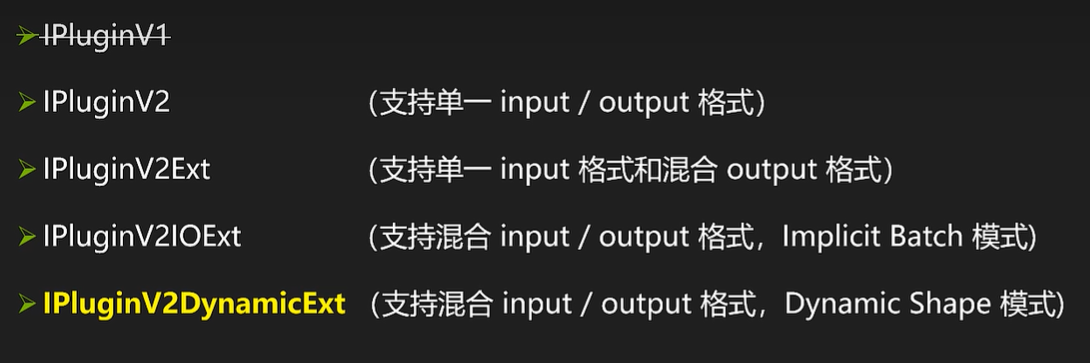 IPluginV1
IPluginV2 (支持单一 input / output 格式)
IPluginV2Ext (支持单一 input 格式和混合 output 格式)
IPluginV2IOExt (支持混合 input / output 格式，Implicit Batch 模式)
IPluginV2DynamicExt (支持混合 input / output 格式，Dynamic Shape 模式)